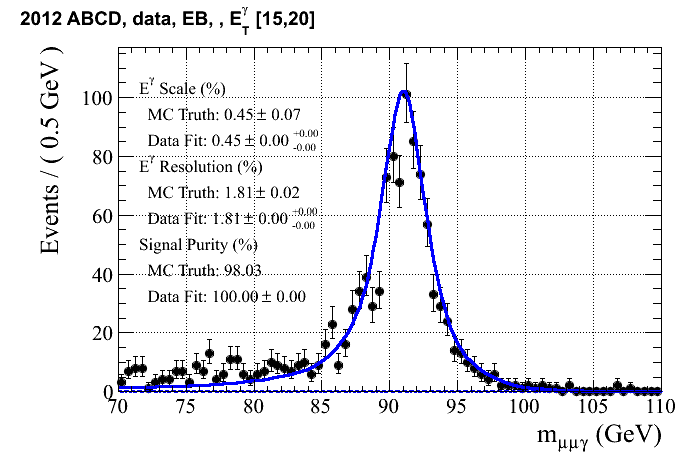 2012 ABCD, data, EB, , E_T^γ [15,20]
Events / ( 0.5 GeV )
100
80
60
40
20
0
E^γ Scale (%)
MC Truth: 0.45 ± 0.07
Data Fit: 0.45 ± 0.00 +0.00 -0.00
E^γ Resolution (%)
MC Truth: 1.81 ± 0.02
Data Fit: 1.81 ± 0.00 +0.00 -0.00
Signal Purity (%)
MC Truth: 98.03
Data Fit: 100.00 ± 0.00
70 75 80 85 90 95 100 105 110
m_μμγ (GeV)